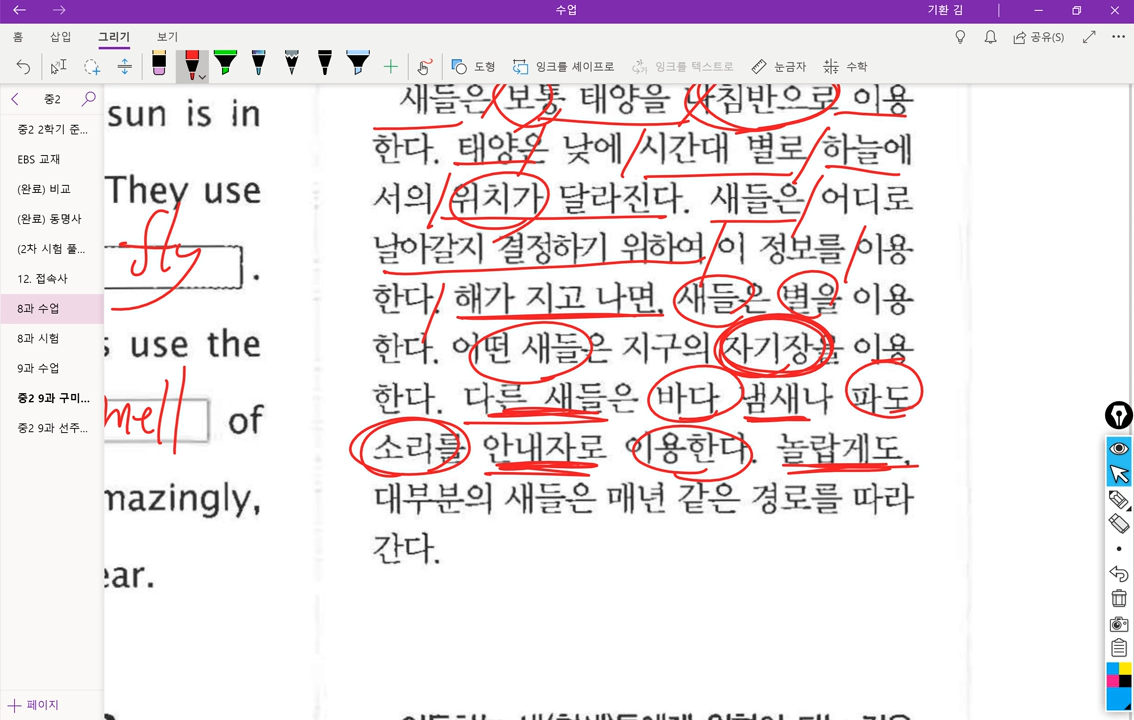 수업
기환 김
홈 삽입 그리기 보기
공유(S)
도형 잉크를 셰이프로 잉크를 텍스트로 눈금자 수학
중2
중2 2학기 준...
EBS 교재
(완료) 비교
(완료) 동명사
(2차 시험 풀...
12. 접속사
8과 수업
8과 시험
9과 수업
중2 9과 구미...
중2 9과 선주...
페이지
sun is in
They use
fly .
use the
mell of
mazingly,
ear.
새들은 보통 태양을 나침반으로 이용
한다. 태양은 낮에 시간대 별로 하늘에
서의 위치가 달라진다. 새들은 어디로
날아갈지 결정하기 위하여 이 정보를 이용
한다. 해가 지고 나면, 새들은 별을 이용
한다. 어떤 새들은 지구의 자기장을 이용
한다. 다른 새들은 바다 냄새나 파도
소리를 안내자로 이용한다. 놀랍게도,
대부분의 새들은 매년 같은 경로를 따라
간다.